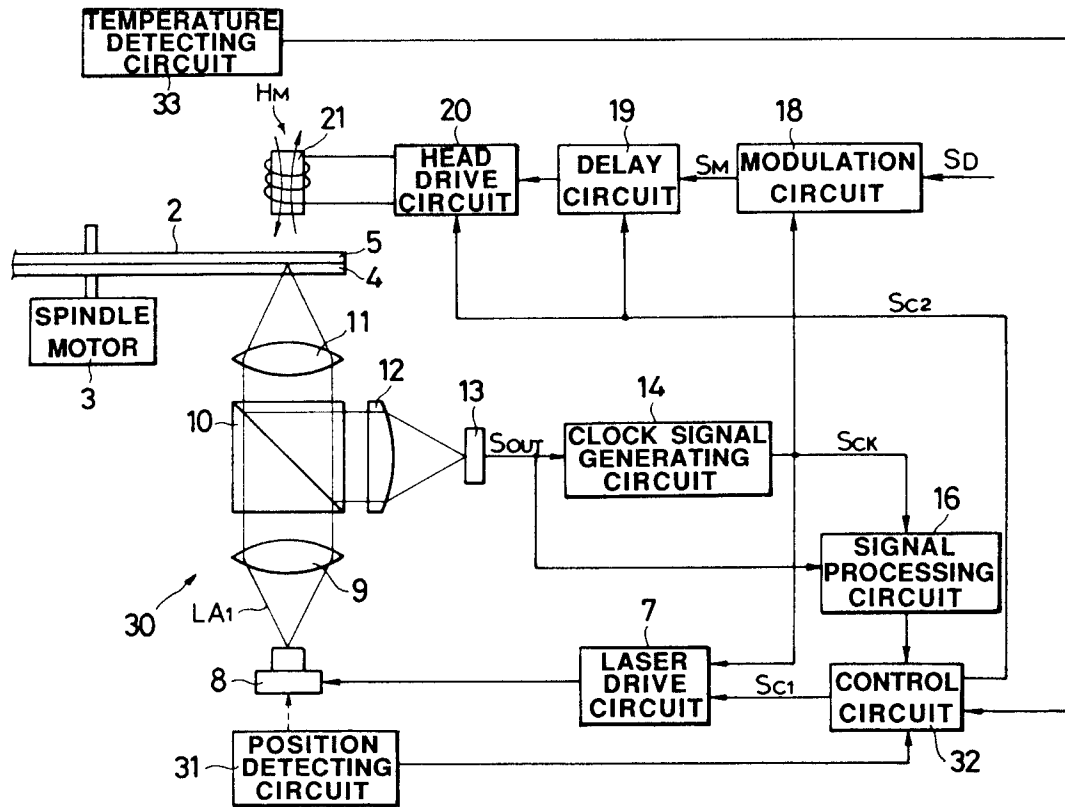 TEMPERATURE
DETECTING
CIRCUIT
33
HM
21
20
HEAD
DRIVE
CIRCUIT
19
DELAY
CIRCUIT
SM
18
MODULATION
CIRCUIT
SD
2
5
4
SPINDLE
MOTOR
3
11
SC2
10
12
13
SOUT
14
CLOCK SIGNAL
GENERATING
CIRCUIT
SCK
16
SIGNAL
PROCESSING
CIRCUIT
9
30
LA1
8
7
LASER
DRIVE
CIRCUIT
SC1
CONTROL
CIRCUIT
32
31
POSITION
DETECTING
CIRCUIT